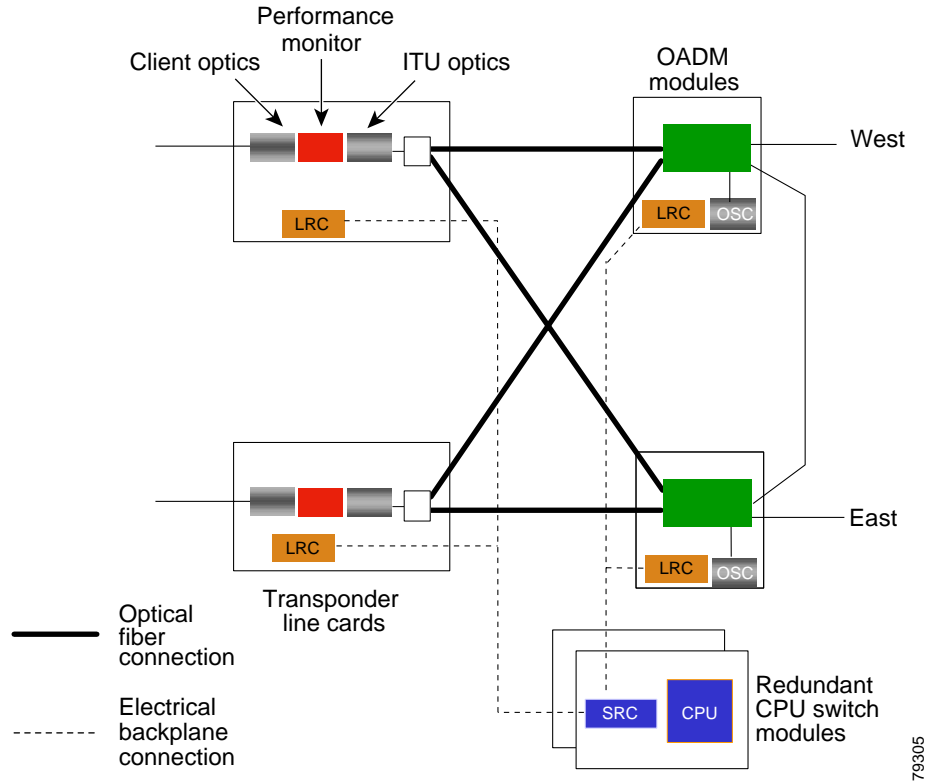 Performance
monitor
Client optics
ITU optics
OADM
modules
West
LRC
LRC
OSC
East
LRC
LRC
OSC
Transponder
line cards
Optical
fiber
connection
Electrical
backplane
connection
SRC
CPU
Redundant
CPU switch
modules
79305